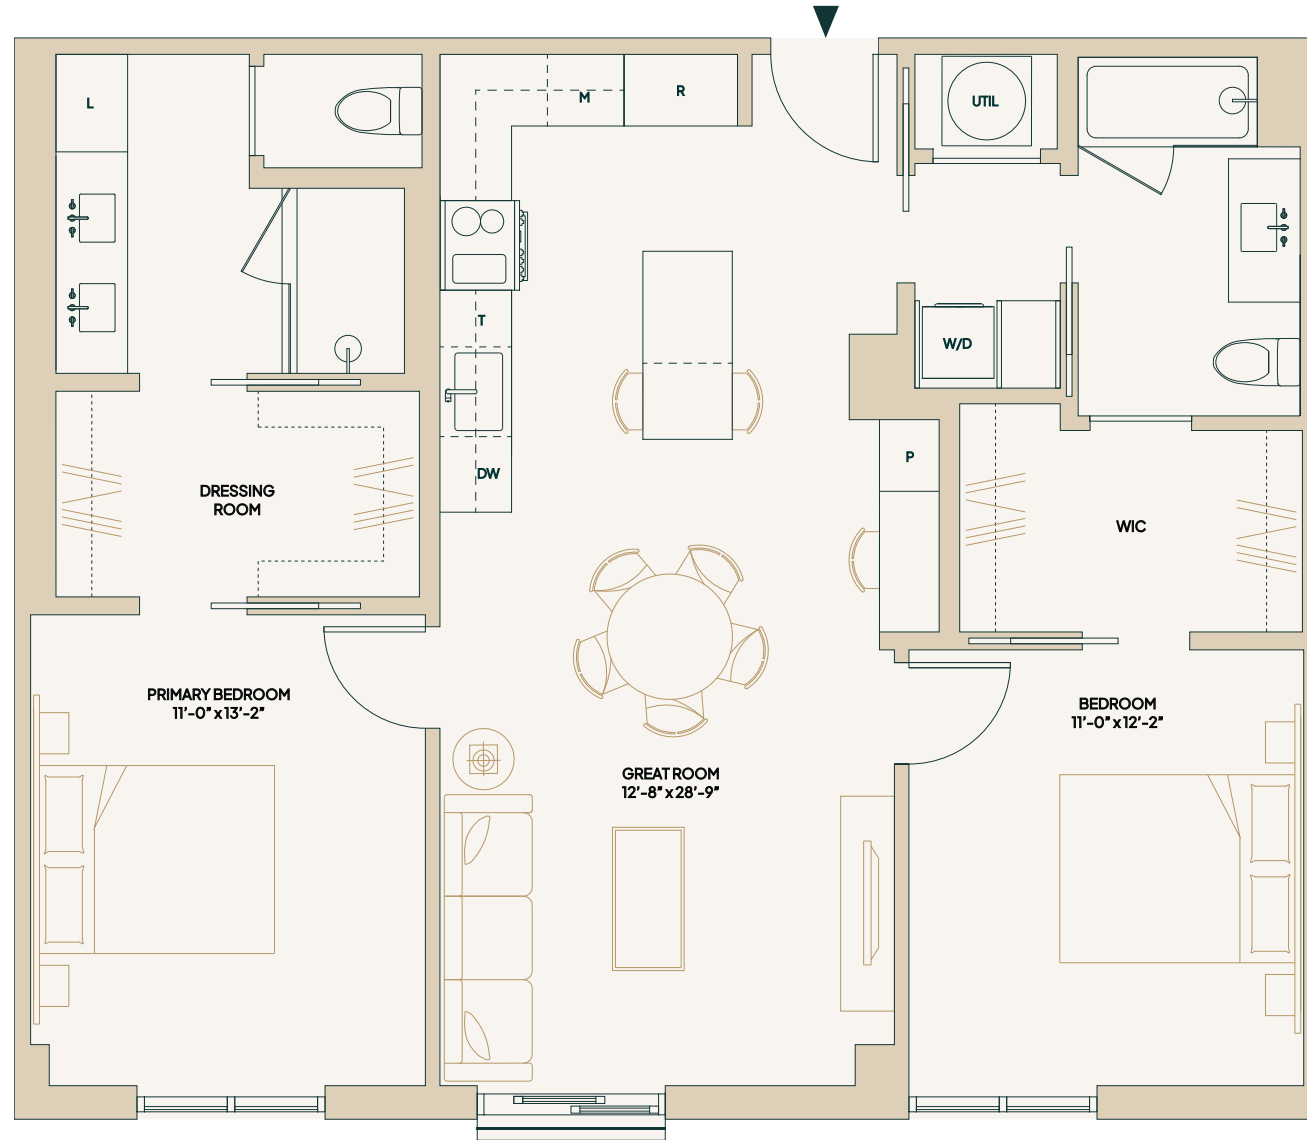 L
M
R
UTIL
T
W/D
DW
P
DRESSING
ROOM
WIC
PRIMARY BEDROOM
11'-0" x 13'-2"
BEDROOM
11'-0" x 12'-2"
GREAT ROOM
12'-8" x 28'-9"